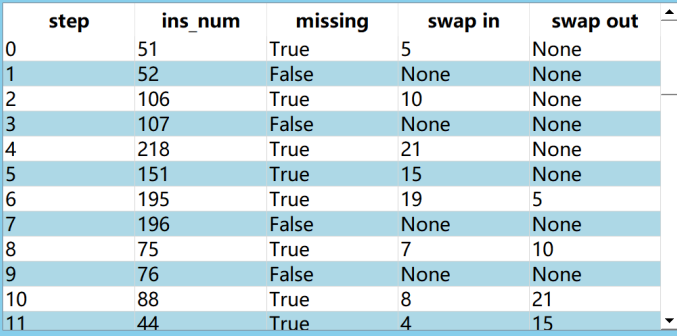 step ins_num missing swap in swap out
0 51 True 5 None
1 52 False None None
2 106 True 10 None
3 107 False None None
4 218 True 21 None
5 151 True 15 None
6 195 True 19 5
7 196 False None None
8 75 True 7 10
9 76 False None None
10 88 True 8 21
11 44 True 4 15